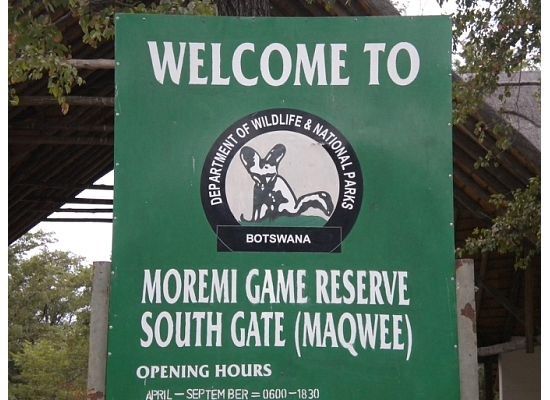 WELCOME TO
DEPARTMENT OF WILDLIFE & NATIONAL PARKS
BOTSWANA
MOREMI GAME RESERVE
SOUTH GATE (MAQWEE)
OPENING HOURS
APRIL - SEPTEMBER = 0600 - 1830